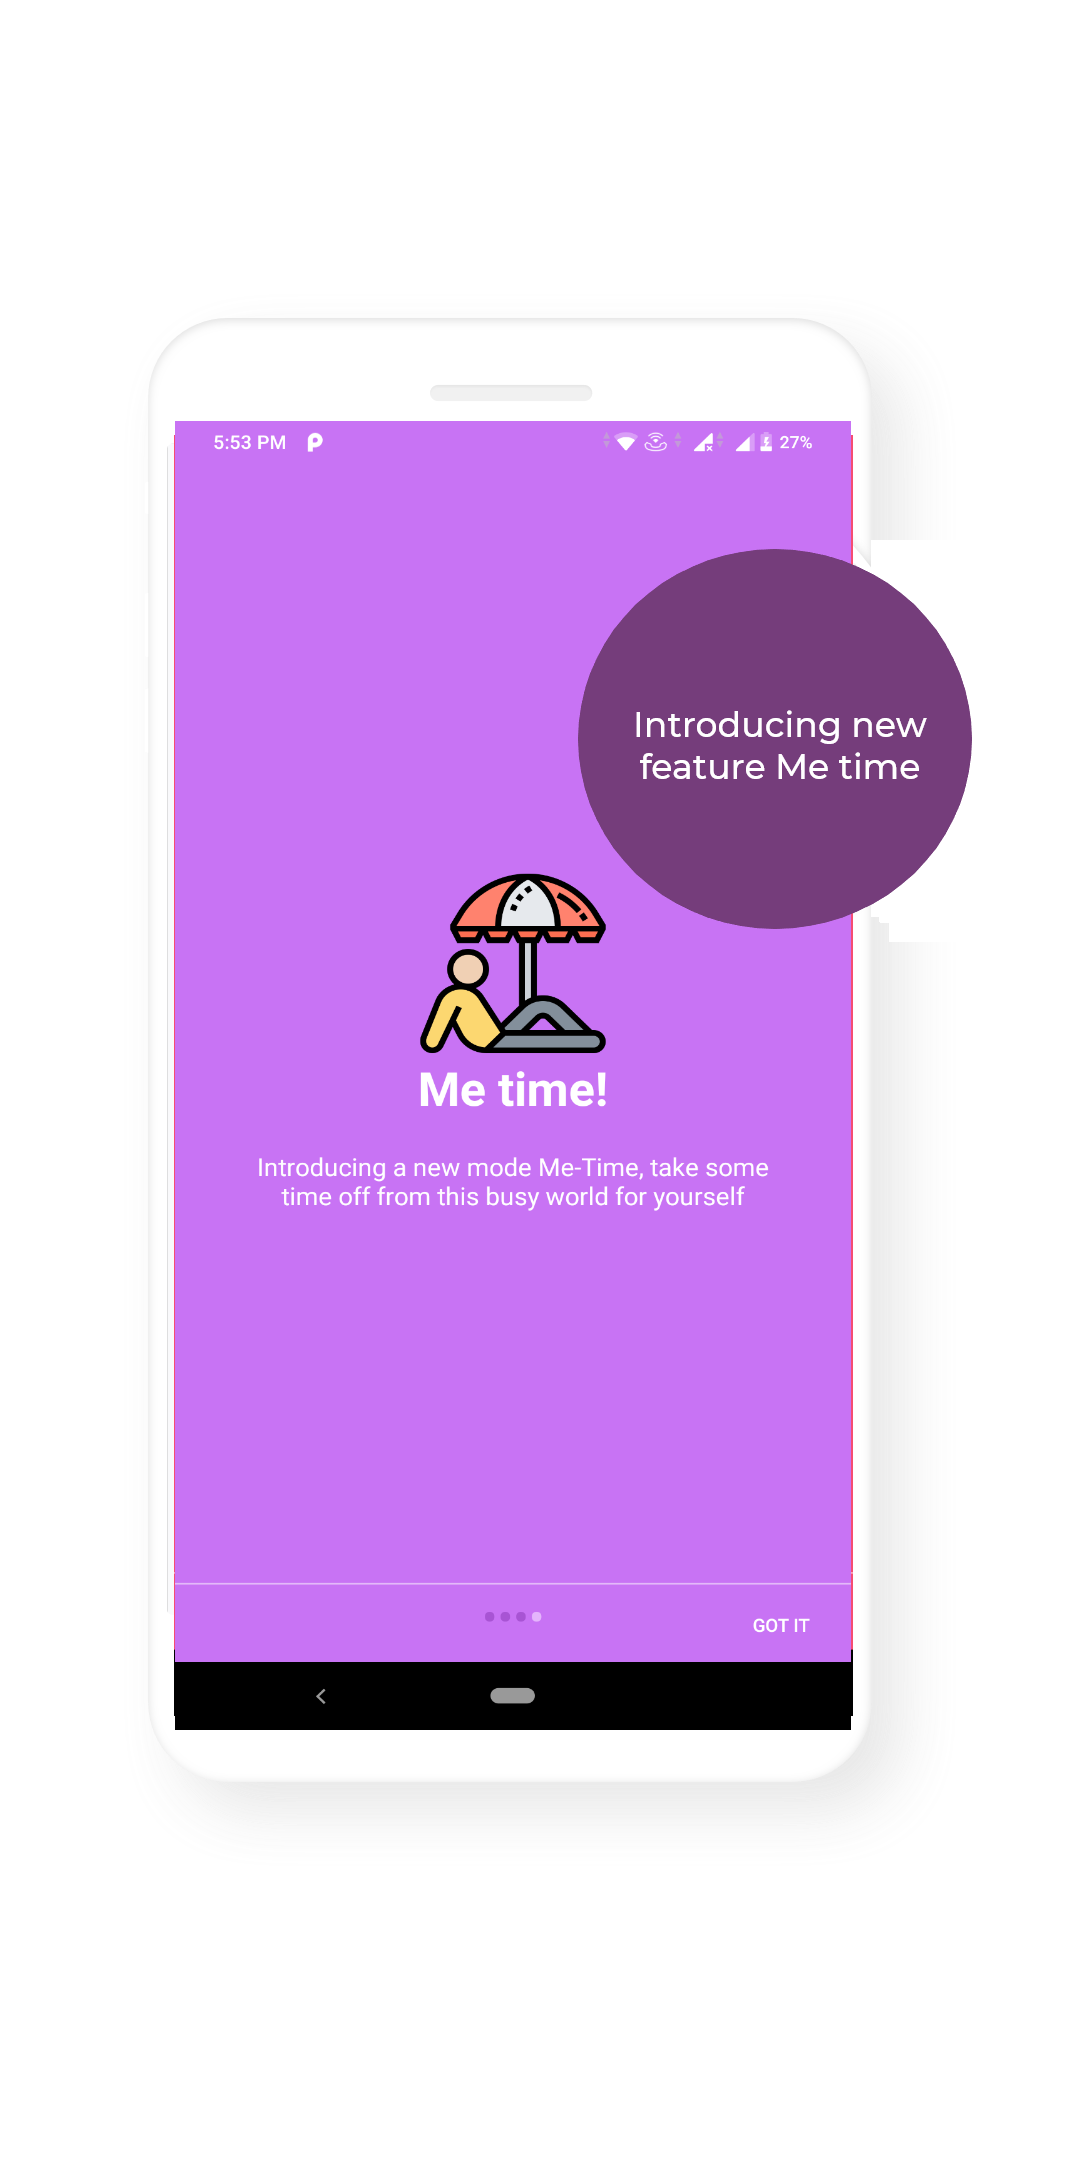 5:53 PM
27%
Introducing new
feature Me time
Me time!
Introducing a new mode Me-Time, take some
time off from this busy world for yourself
GOT IT